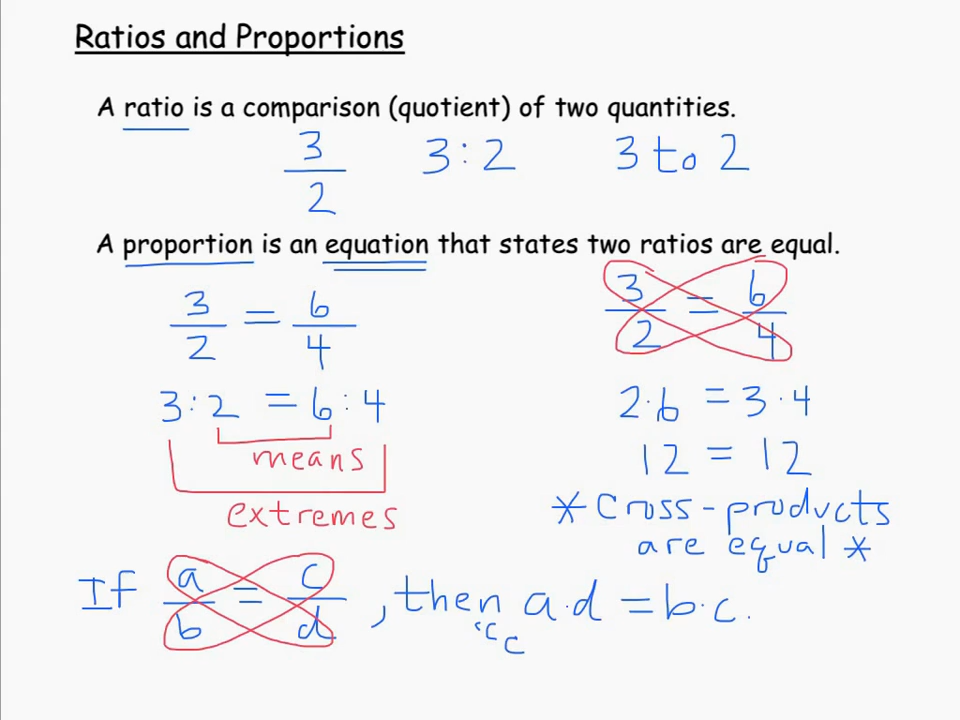 Ratios and Proportions
A ratio is a comparison (quotient) of two quantities.
3/2 3:2 3 to 2
A proportion is an equation that states two ratios are equal.
3/2 = 6/4 3/2 = 6/4
3:2 = 6:4 2·6 = 3·4
means 12 = 12
extremes *Cross-products
are equal*
If a/b = c/d, then a·d = b·c.